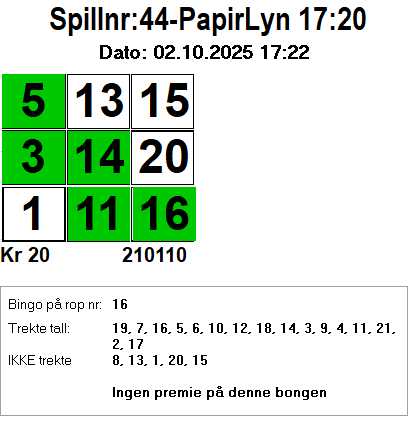 Spillnr:44-PapirLyn 17:20
Dato: 02.10.2025 17:22
5 13 15
3 14 20
1 11 16
Kr 20 210110
Bingo på rop nr: 16
Trekte tall: 19, 7, 16, 5, 6, 10, 12, 18, 14, 3, 9, 4, 11, 21,
2, 17
IKKE trekte 8, 13, 1, 20, 15
Ingen premie på denne bongen